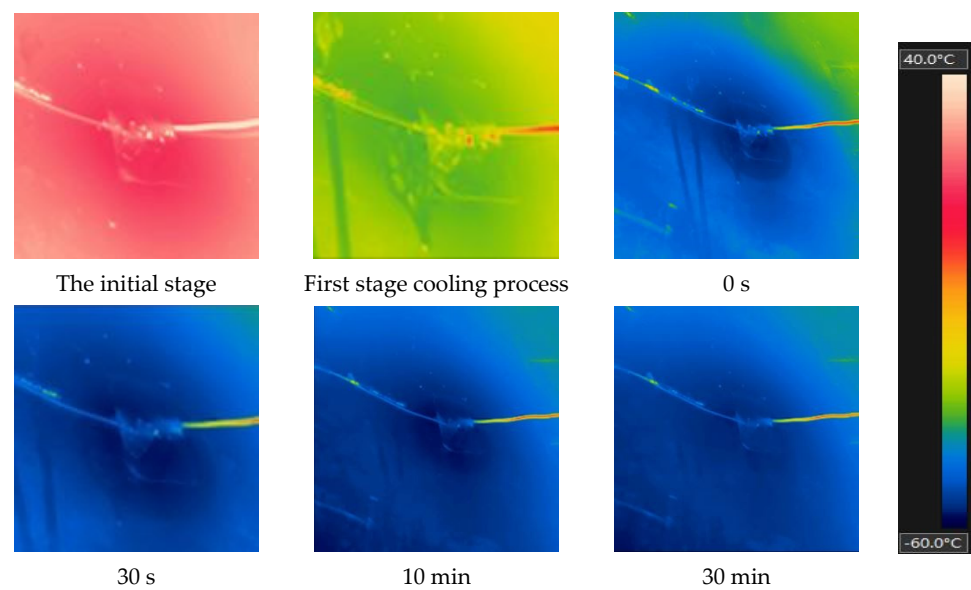 40.0°C
The initial stage
First stage cooling process
0 s
-60.0°C
30 s
10 min
30 min